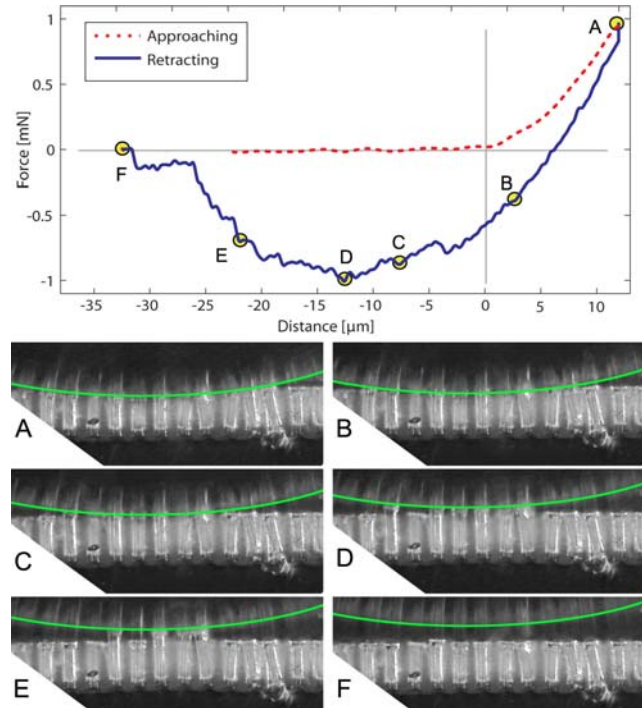 1
A
Approaching
Retracting
0.5
Force [mN]
0
F
B
-0.5
E
C
D
-1
-35 -30 -25 -20 -15 -10 -5 0 5 10
Distance [µm]
A B
C D
E F